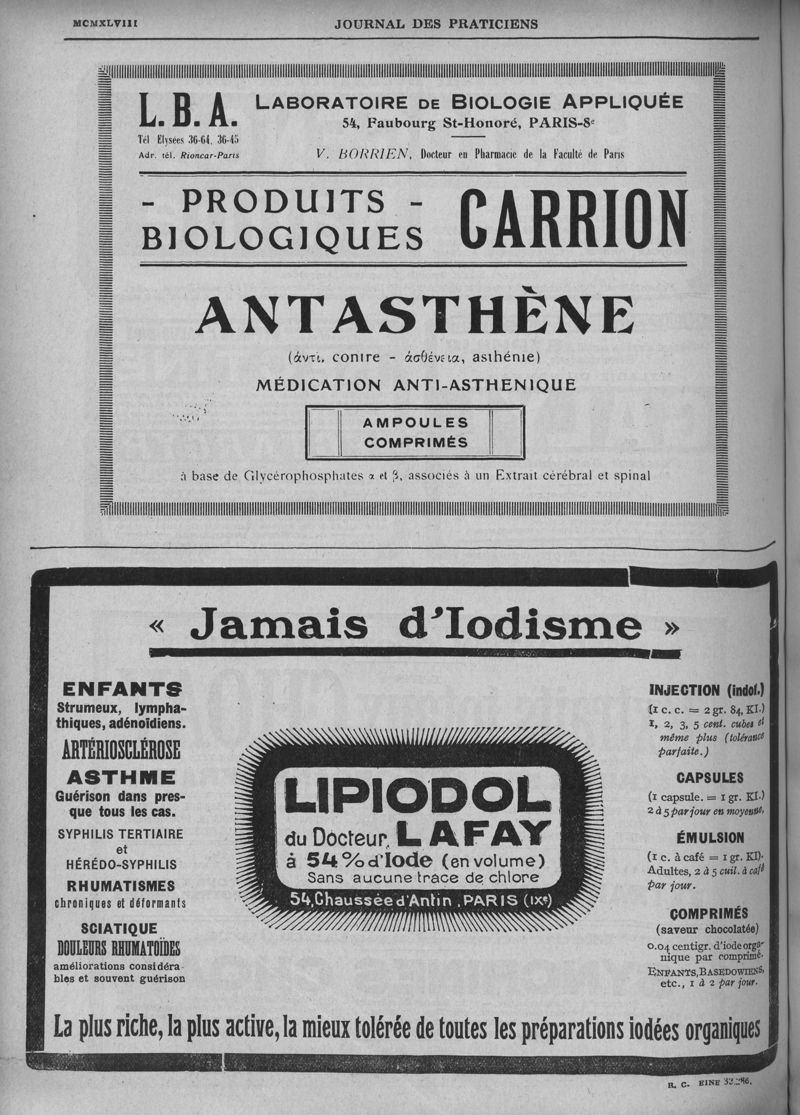 MCMXLVIII
JOURNAL DES PRATICIENS
L.B.A.
Tél Elysées 36-64, 36-45
Adr. tél. Rioncar-Paris
LABORATOIRE DE BIOLOGIE APPLIQUÉE
54, Faubourg St-Honoré, PARIS-8e
V. BORRIEN, Docteur en Pharmacie de la Faculté de Paris
- PRODUITS -
BIOLOGIQUES
CARRION
ANTASTHÈNE
(ἀντι, contre - ἀσθένεια, asthénie)
MÉDICATION ANTI-ASTHENIQUE
AMPOULES
COMPRIMÉS
à base de Glycérophosphates α et β, associés à un Extrait cérébral et spinal
« Jamais d'Iodisme »
ENFANTS
Strumeux, lympha-
thiques, adénoïdiens.
ARTÉRIOSCLÉROSE
ASTHME
Guérison dans pres-
que tous les cas.
SYPHILIS TERTIAIRE
et
HÉRÉDO-SYPHILIS
RHUMATISMES
chroniques et déformants
SCIATIQUE
DOULEURS RHUMATOÏDES
améliorations considéra-
bles et souvent guérison
LIPIODOL
du Docteur LAFAY
à 54% d'Iode (en volume)
Sans aucune trace de chlore
54, Chaussée d'Antin, PARIS (IXe)
INJECTION (indol.)
(1 c. c. = 2 gr. 84, KI.)
1, 2, 3, 5 cent. cubes et
même plus (tolérance
parfaite.)
CAPSULES
(1 capsule. = 1 gr. KI.)
2 à 5 par jour en moyenne.
ÉMULSION
(1 c. à café = 1 gr. KI).
Adultes, 2 à 5 cuil. à café
par jour.
COMPRIMÉS
(saveur chocolatée)
0.04 centigr. d'iode orga-
nique par comprimé.
ENFANTS, BASEDOWIENS,
etc., 1 à 2 par jour.
La plus riche, la plus active, la mieux tolérée de toutes les préparations iodées organiques
R. C. EINE